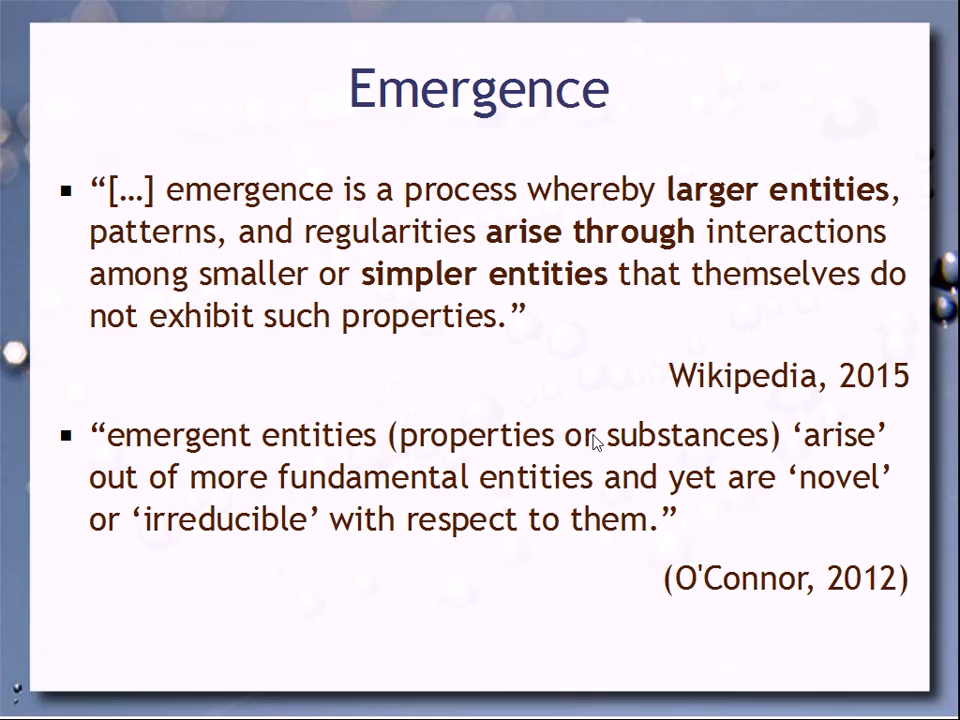 Emergence
▪ “[…] emergence is a process whereby larger entities,
patterns, and regularities arise through interactions
among smaller or simpler entities that themselves do
not exhibit such properties.”
Wikipedia, 2015
▪ “emergent entities (properties or substances) ‘arise’
out of more fundamental entities and yet are ‘novel’
or ‘irreducible’ with respect to them.”
(O'Connor, 2012)